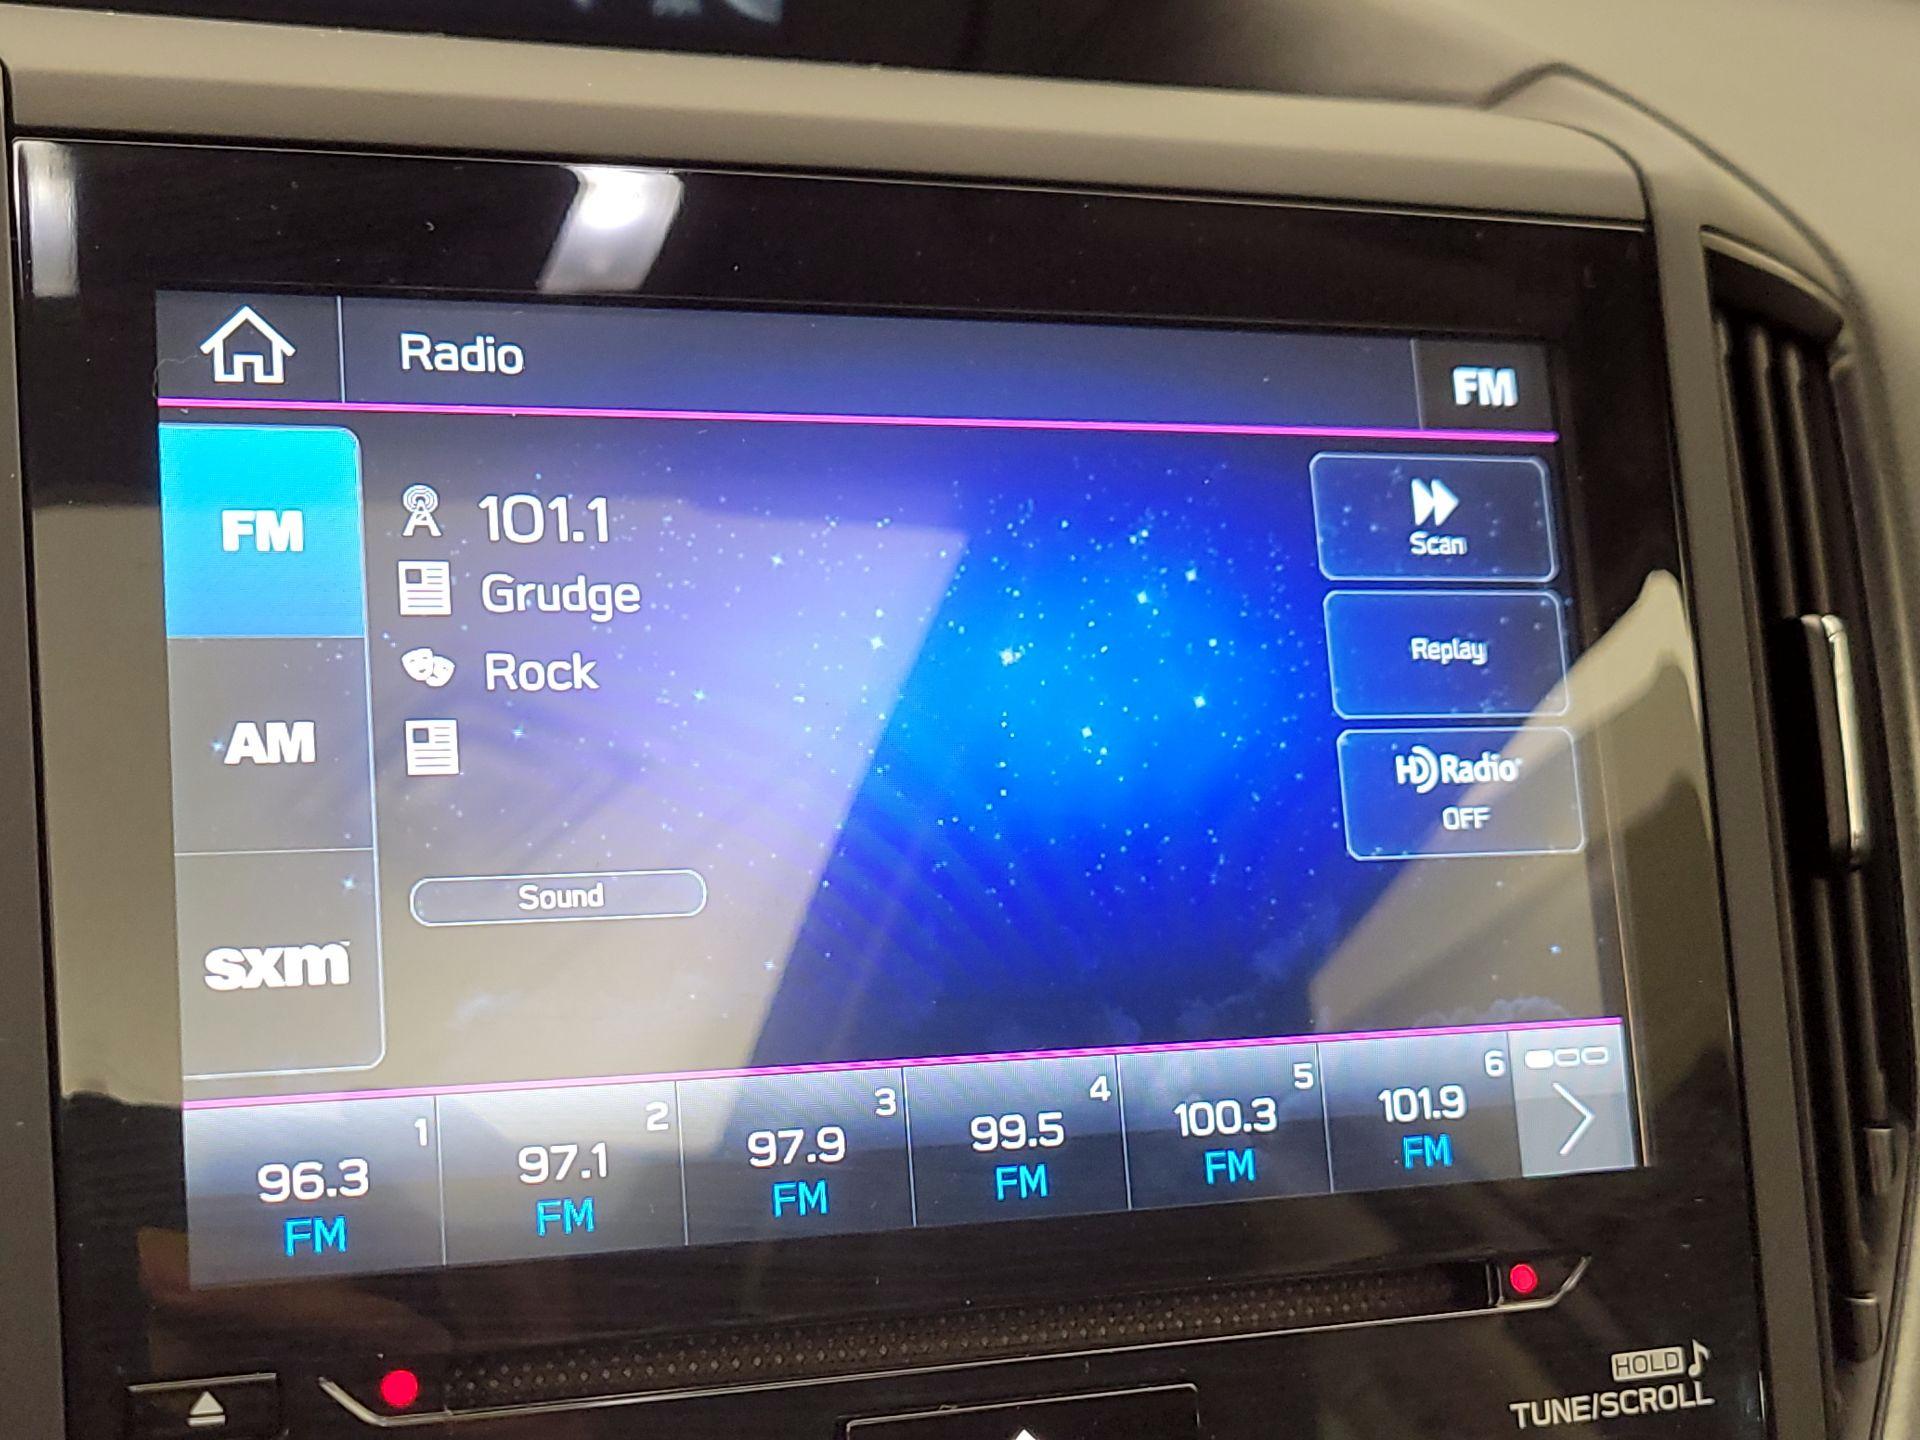 Radio
FM
FM
AM
sxm
101.1
Grudge
Rock
Sound
Scan
Replay
HD Radio
OFF
1
96.3
FM
2
97.1
FM
3
97.9
FM
4
99.5
FM
5
100.3
FM
6
101.9
FM
HOLD
TUNE/SCROLL